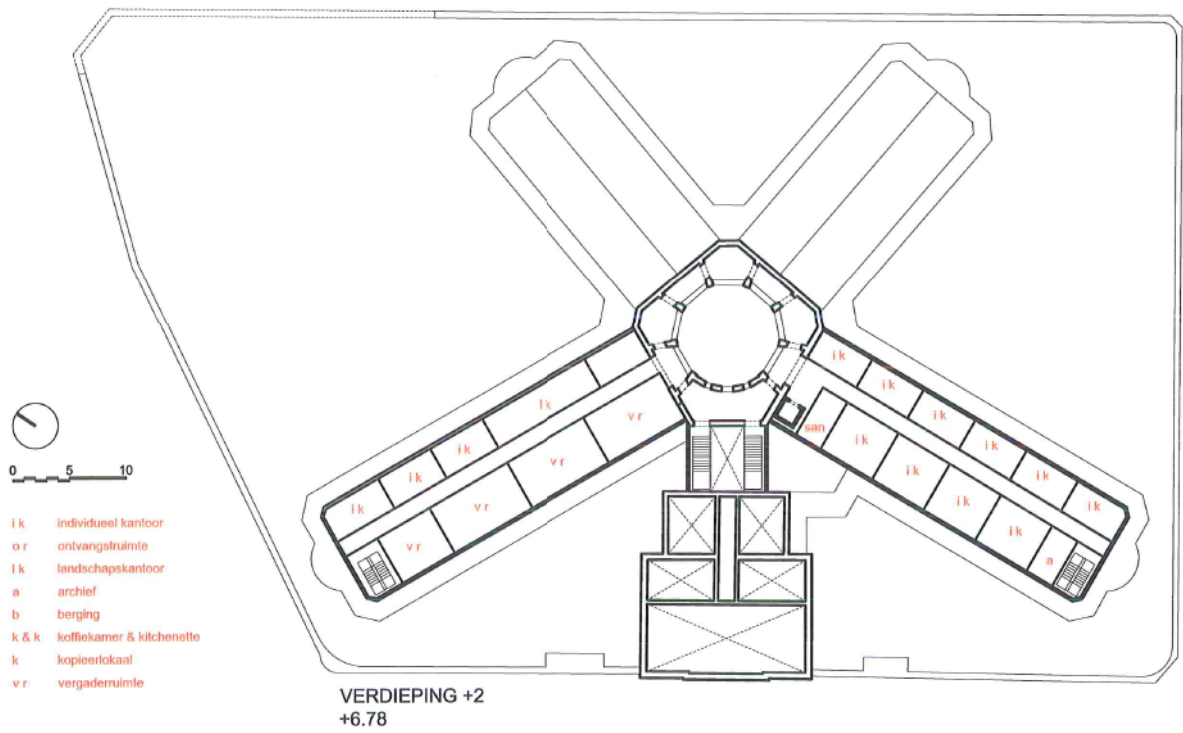 i k
i k
i k
l k
i k
v r
i k
i k
san
i k
v r
i k
i k
i k
i k
i k
v r
i k
i k
v r
a
0 5 10
i k individueel kantoor
o r ontvangstruimte
l k landschapskantoor
a archief
b berging
k & k koffiekamer & kitchenette
k kopieerlokaal
v r vergaderruimte
VERDIEPING +2
+6.78